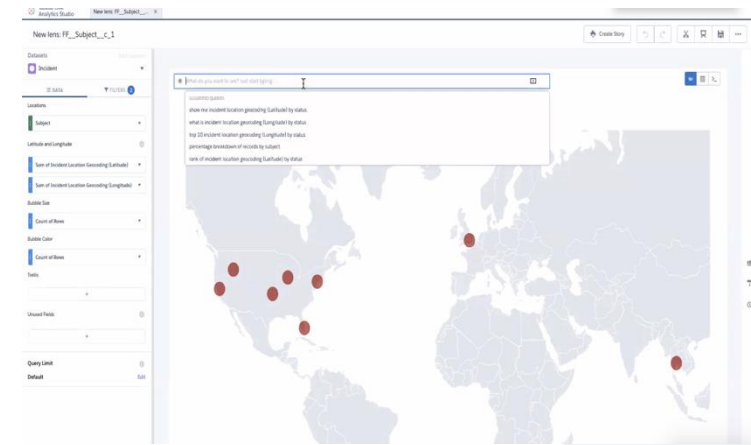 Analytics Studio
New lens: FF__Subject__...
New lens: FF__Subject__c_1
Create Story
Datasets
Incident
DATA
FILTERS 2
Locations
Subject
Latitude and Longitude
Sum of Incident Location Geocoding (Latitude)
Sum of Incident Location Geocoding (Longitude)
Bubble Size
Count of Rows
Bubble Color
Count of Rows
Trellis
+
Unused Fields
+
Query Limit
Default
Edit
What do you want to see? Just start typing...
SUGGESTED QUERIES
show me incident location geocoding (Latitude) by status
what is incident location geocoding (Longitude) by status
top 10 incident location geocoding (Longitude) by status
percentage breakdown of records by subject
rank of incident location geocoding (Latitude) by status